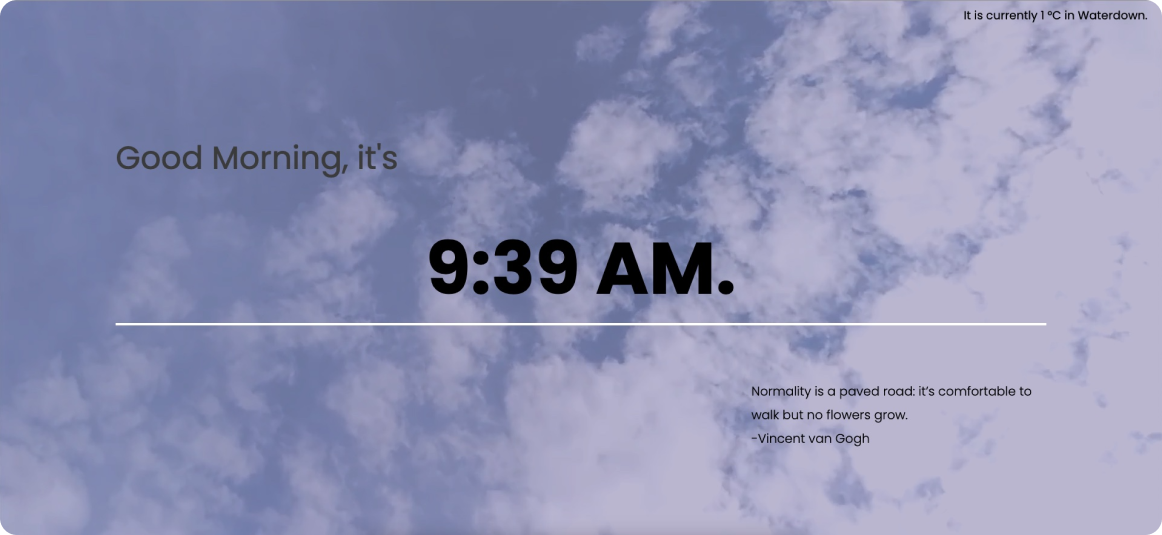 It is currently 1 °C in Waterdown.
Good Morning, it's
9:39 AM.
Normality is a paved road: it’s comfortable to
walk but no flowers grow.
-Vincent van Gogh